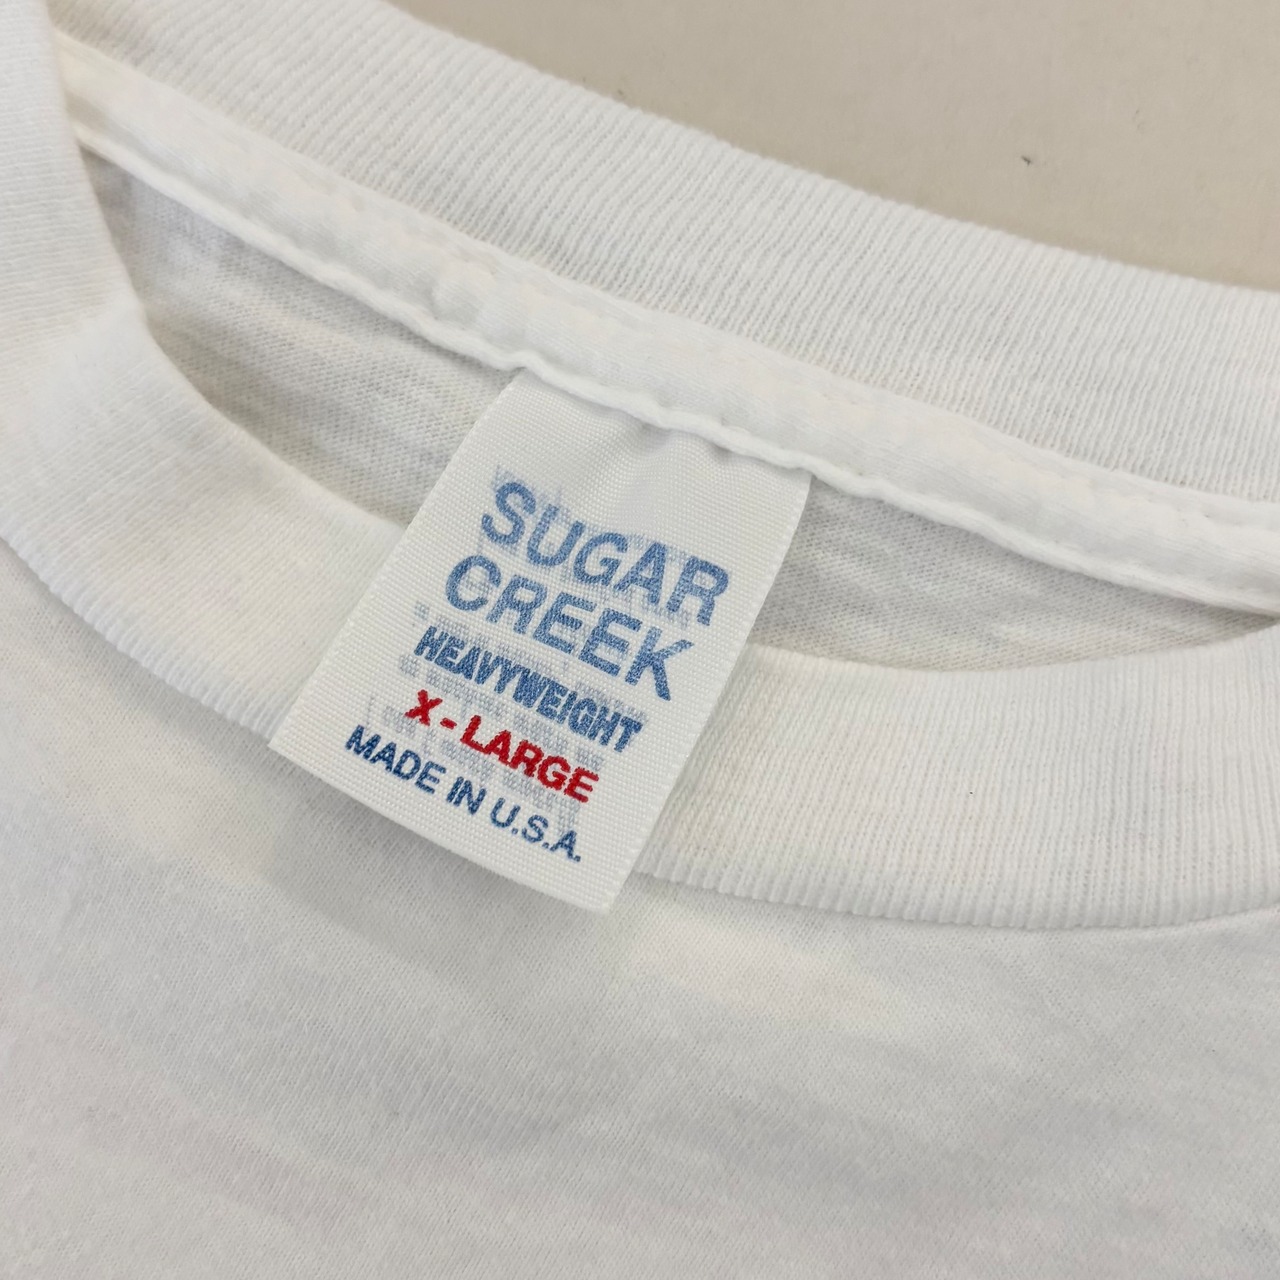 SUGAR
CREEK
HEAVYWEIGHT
X-LARGE
MADE IN U.S.A.